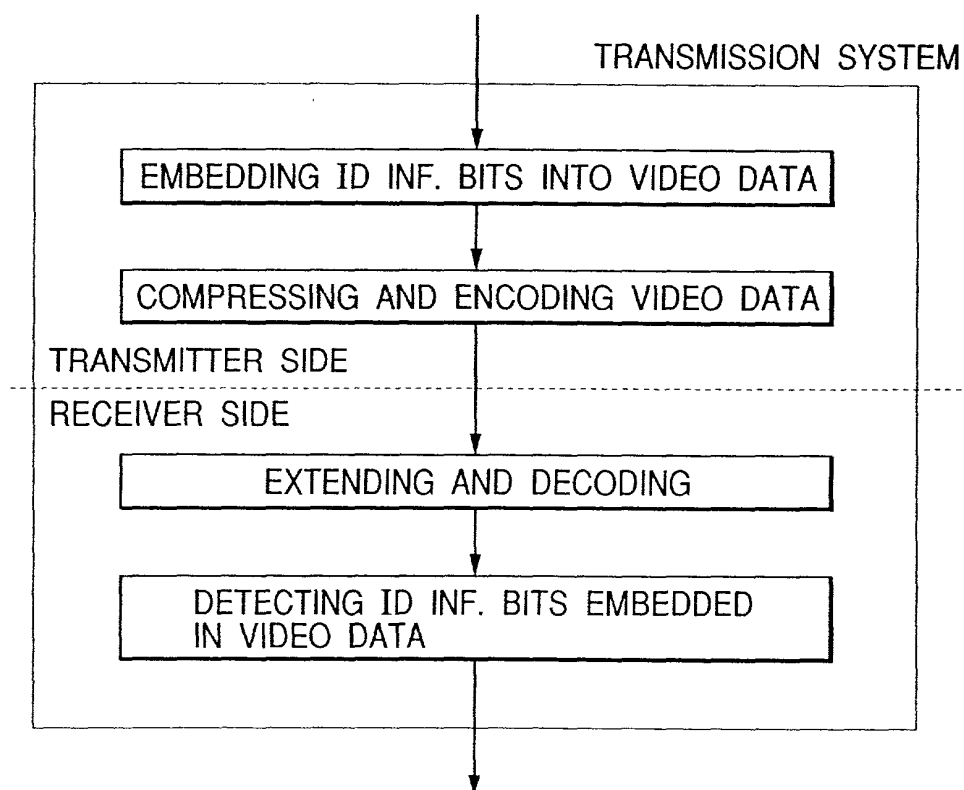 TRANSMISSION SYSTEM
EMBEDDING ID INF. BITS INTO VIDEO DATA
COMPRESSING AND ENCODING VIDEO DATA
TRANSMITTER SIDE
RECEIVER SIDE
EXTENDING AND DECODING
DETECTING ID INF. BITS EMBEDDED
IN VIDEO DATA